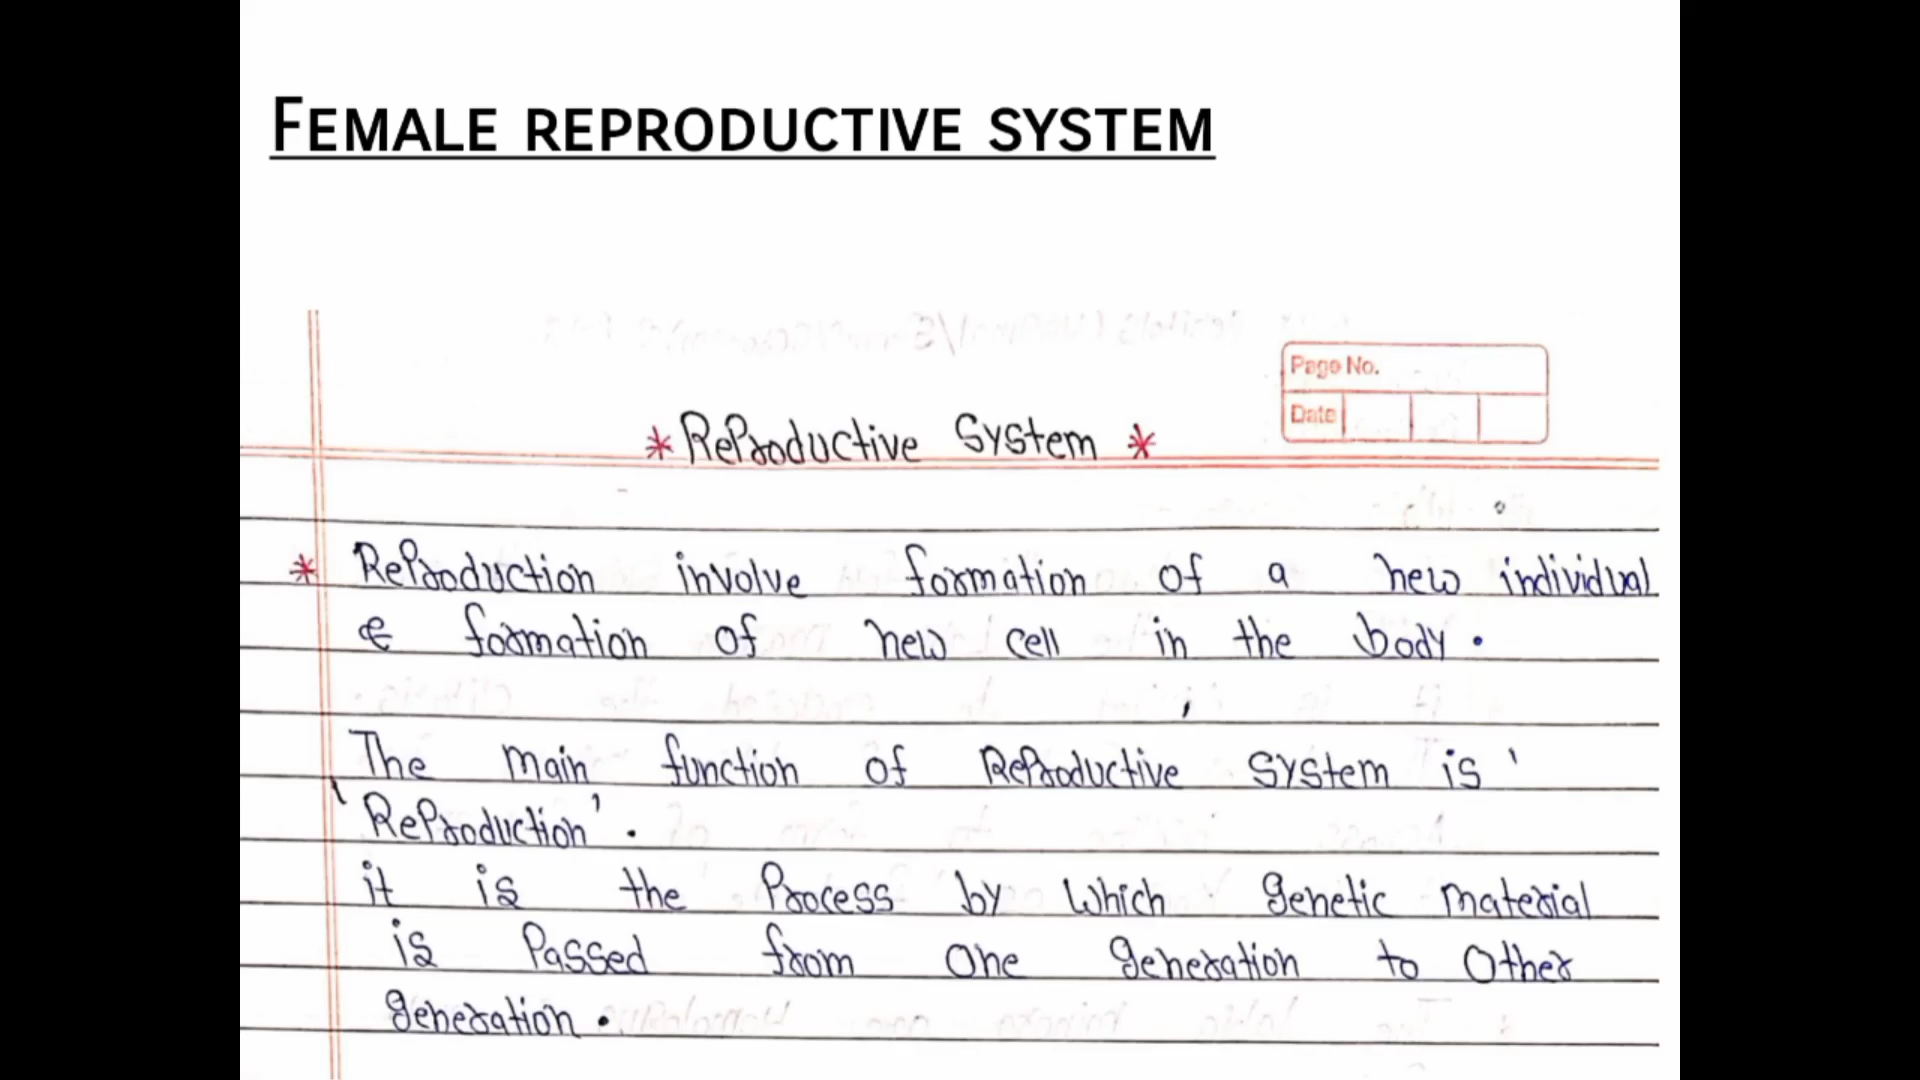 FEMALE REPRODUCTIVE SYSTEM
Page No.
Date
* Reproductive System *
* Reproduction involve formation of a new individual
& formation of new cell in the body.
The main function of Reproductive system is '
'Reproduction'.
it is the Process by which genetic material
is Passed from one generation to other
generation.